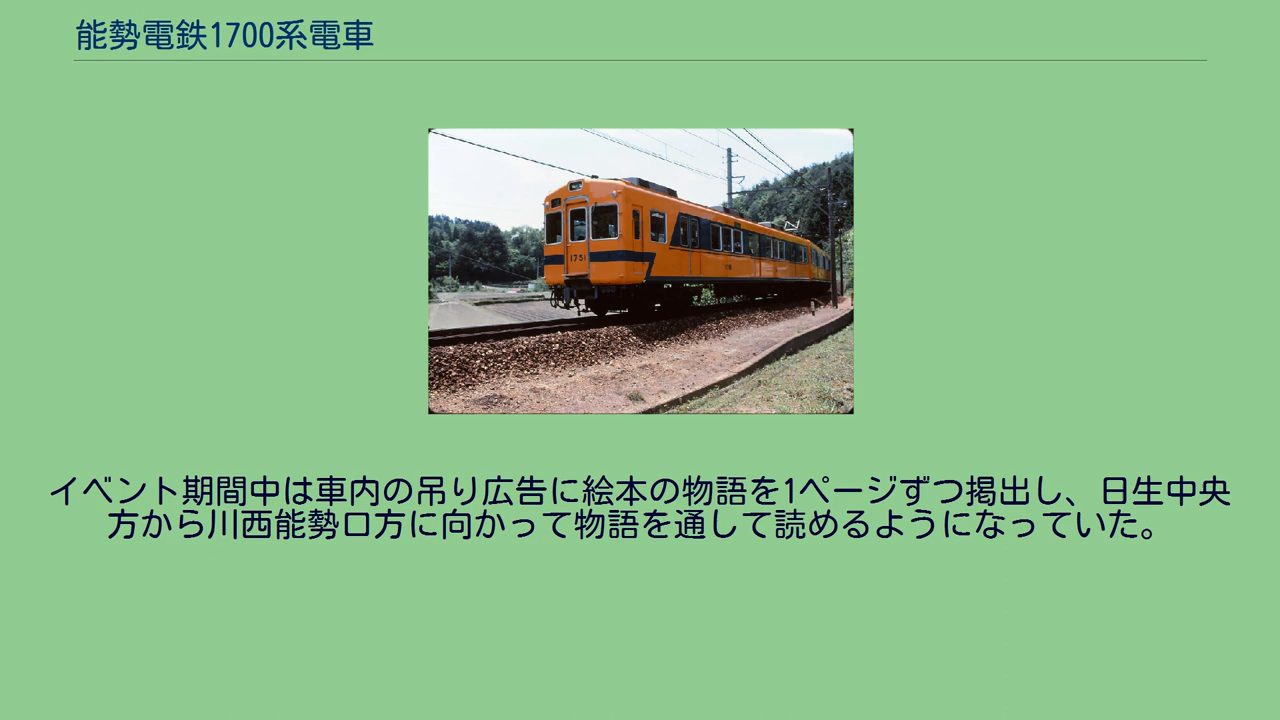 能勢電鉄1700系電車
1751
イベント期間中は車内の吊り広告に絵本の物語を1ページずつ掲出し、日生中央
方から川西能勢口方に向かって物語を通して読めるようになっていた。